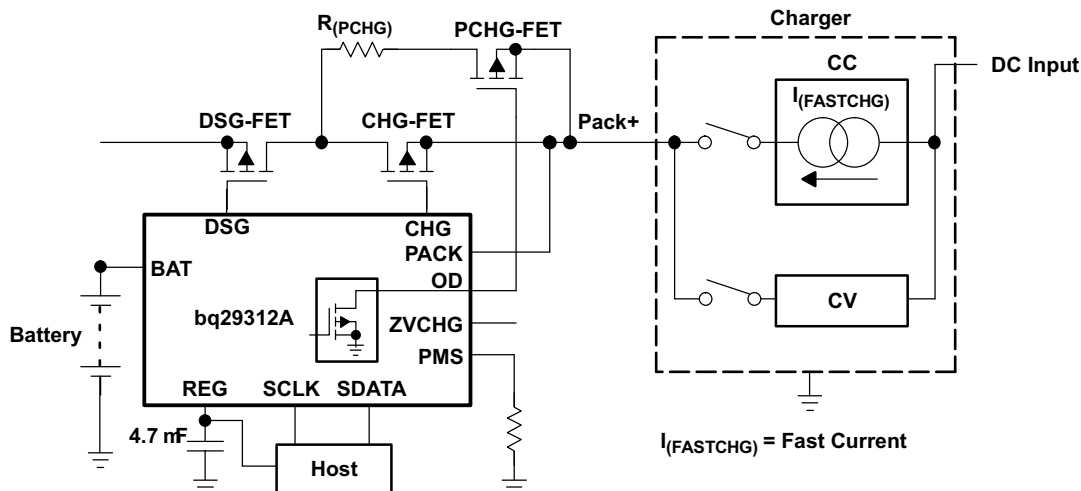 Charger
R(PCHG)
PCHG-FET
CC
DC Input
I(FASTCHG)
DSG-FET
CHG-FET
Pack+
DSG
CHG
PACK
BAT
OD
bq29312A
ZVCHG
CV
Battery
PMS
REG
SCLK
SDATA
4.7 mF
Host
I(FASTCHG) = Fast Current